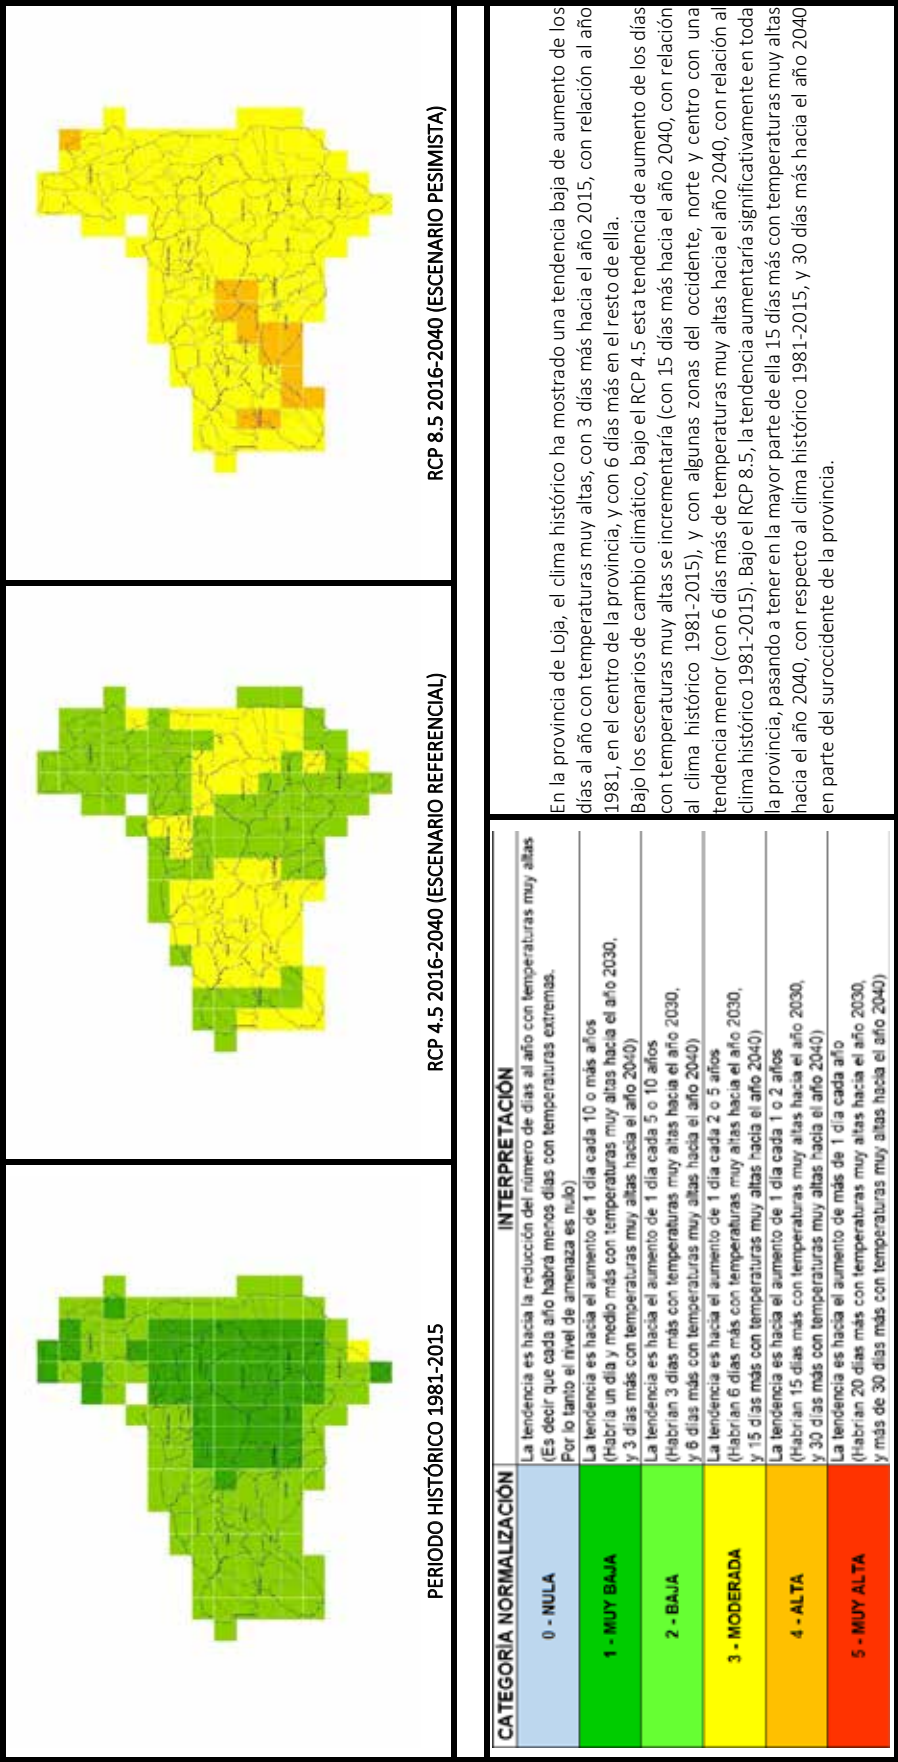 PERIODO HISTÓRICO 1981-2015
RCP 4.5 2016-2040 (ESCENARIO REFERENCIAL)
RCP 8.5 2016-2040 (ESCENARIO PESIMISTA)
CATEGORÍA NORMALIZACIÓN
INTERPRETACIÓN
0 - NULA
La tendencia es hacia la reducción del número de días al año con temperaturas muy altas
(Es decir que cada año habrá menos días con temperaturas extremas.
Por lo tanto el nivel de amenaza es nulo)
1 - MUY BAJA
La tendencia es hacia el aumento de 1 día cada 10 o más años
(Habría un día y medio más con temperaturas muy altas hacia el año 2030,
y 3 días más con temperaturas muy altas hacia el año 2040)
2 - BAJA
La tendencia es hacia el aumento de 1 día cada 5 o 10 años
(Habrían 3 días más con temperaturas muy altas hacia el año 2030,
y 6 días más con temperaturas muy altas hacia el año 2040)
3 - MODERADA
La tendencia es hacia el aumento de 1 día cada 2 o 5 años
(Habrían 6 días más con temperaturas muy altas hacia el año 2030,
y 15 días más con temperaturas muy altas hacia el año 2040)
4 - ALTA
La tendencia es hacia el aumento de 1 día cada 1 o 2 años
(Habrían 15 días más con temperaturas muy altas hacia el año 2030,
y 30 días más con temperaturas muy altas hacia el año 2040)
5 - MUY ALTA
La tendencia es hacia el aumento de más de 1 día cada año
(Habrían 20 días más con temperaturas muy altas hacia el año 2030,
y más de 30 días más con temperaturas muy altas hacia el año 2040)
En la provincia de Loja, el clima histórico ha mostrado una tendencia baja de aumento de los
días al año con temperaturas muy altas, con 3 días más hacia el año 2015, con relación al año
1981, en el centro de la provincia, y con 6 días más en el resto de ella.
Bajo los escenarios de cambio climático, bajo el RCP 4.5 esta tendencia de aumento de los días
con temperaturas muy altas se incrementaría (con 15 días más hacia el año 2040, con relación
al clima histórico 1981-2015), y con algunas zonas del occidente, norte y centro con una
tendencia menor (con 6 días más de temperaturas muy altas hacia el año 2040, con relación al
clima histórico 1981-2015). Bajo el RCP 8.5, la tendencia aumentaría significativamente en toda
la provincia, pasando a tener en la mayor parte de ella 15 días más con temperaturas muy altas
hacia el año 2040, con respecto al clima histórico 1981-2015, y 30 días más hacia el año 2040
en parte del suroccidente de la provincia.